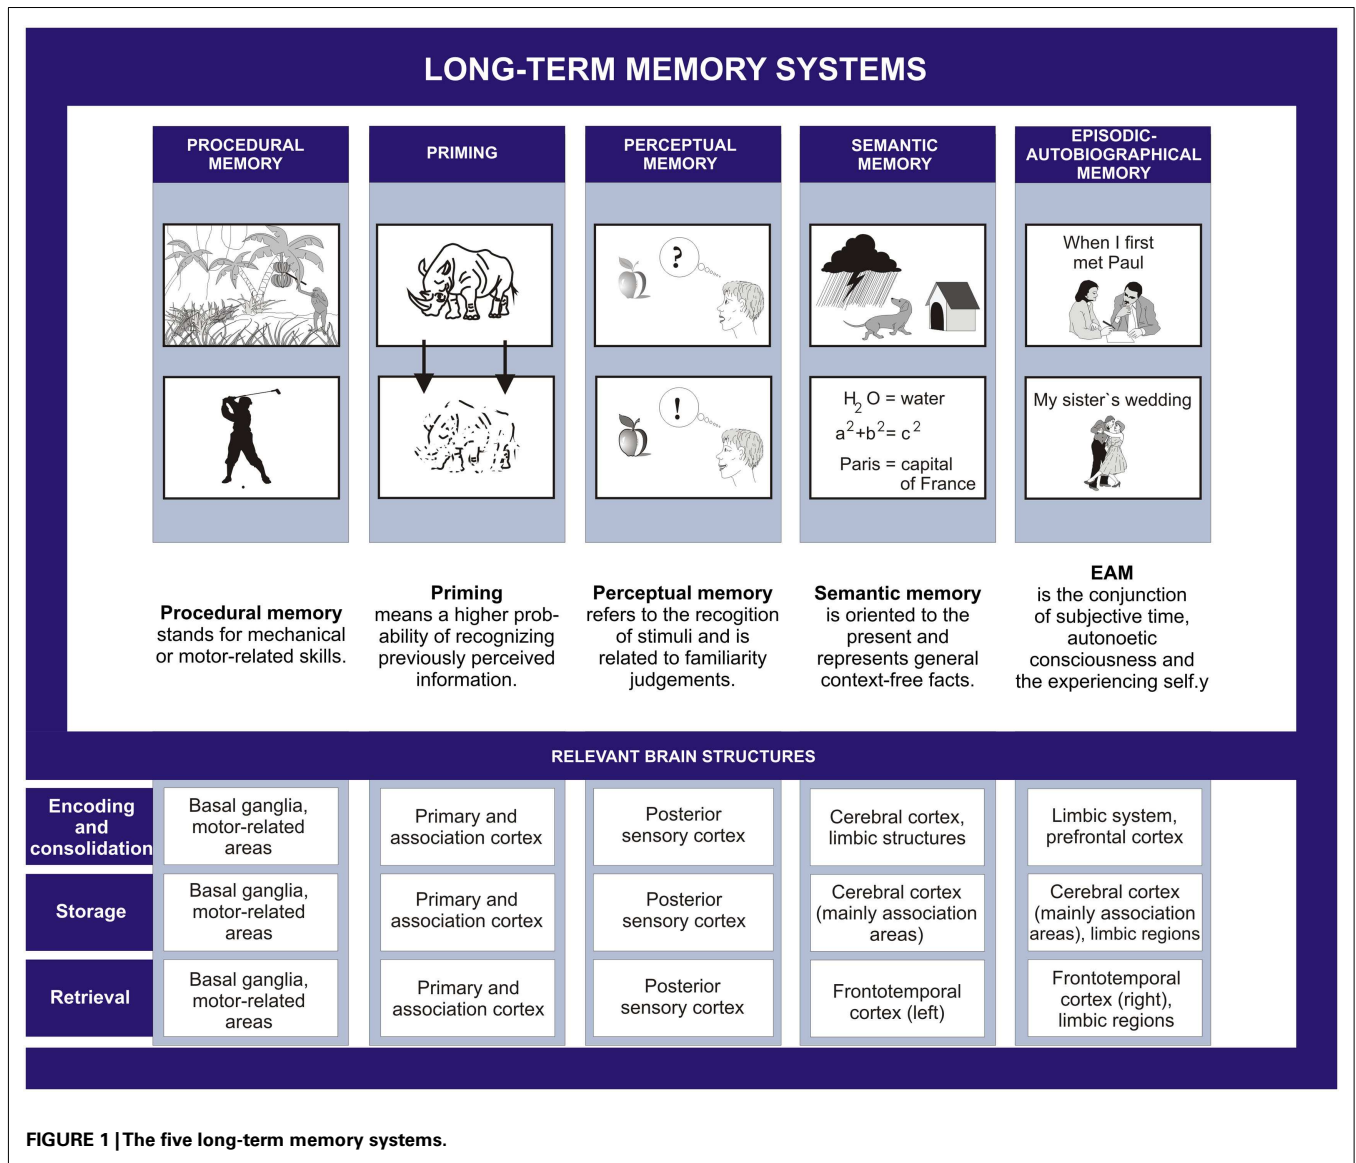 LONG-TERM MEMORY SYSTEMS
PROCEDURAL
MEMORY
PRIMING
PERCEPTUAL
MEMORY
SEMANTIC
MEMORY
EPISODIC-
AUTOBIOGRAPHICAL
MEMORY
?
!
H2O = water
a²+b²= c²
Paris = capital
of France
When I first
met Paul
My sister`s wedding
Procedural memory
stands for mechanical
or motor-related skills.
Priming
means a higher prob-
ability of recognizing
previously perceived
information.
Perceptual memory
refers to the recogition
of stimuli and is
related to familiarity
judgements.
Semantic memory
is oriented to the
present and
represents general
context-free facts.
EAM
is the conjunction
of subjective time,
autonoetic
consciousness and
the experiencing self.y
RELEVANT BRAIN STRUCTURES
Encoding
and
consolidation
Basal ganglia,
motor-related
areas
Primary and
association cortex
Posterior
sensory cortex
Cerebral cortex,
limbic structures
Limbic system,
prefrontal cortex
Storage
Basal ganglia,
motor-related
areas
Primary and
association cortex
Posterior
sensory cortex
Cerebral cortex
(mainly association
areas)
Cerebral cortex
(mainly association
areas), limbic regions
Retrieval
Basal ganglia,
motor-related
areas
Primary and
association cortex
Posterior
sensory cortex
Frontotemporal
cortex (left)
Frontotemporal
cortex (right),
limbic regions
FIGURE 1 | The five long-term memory systems.